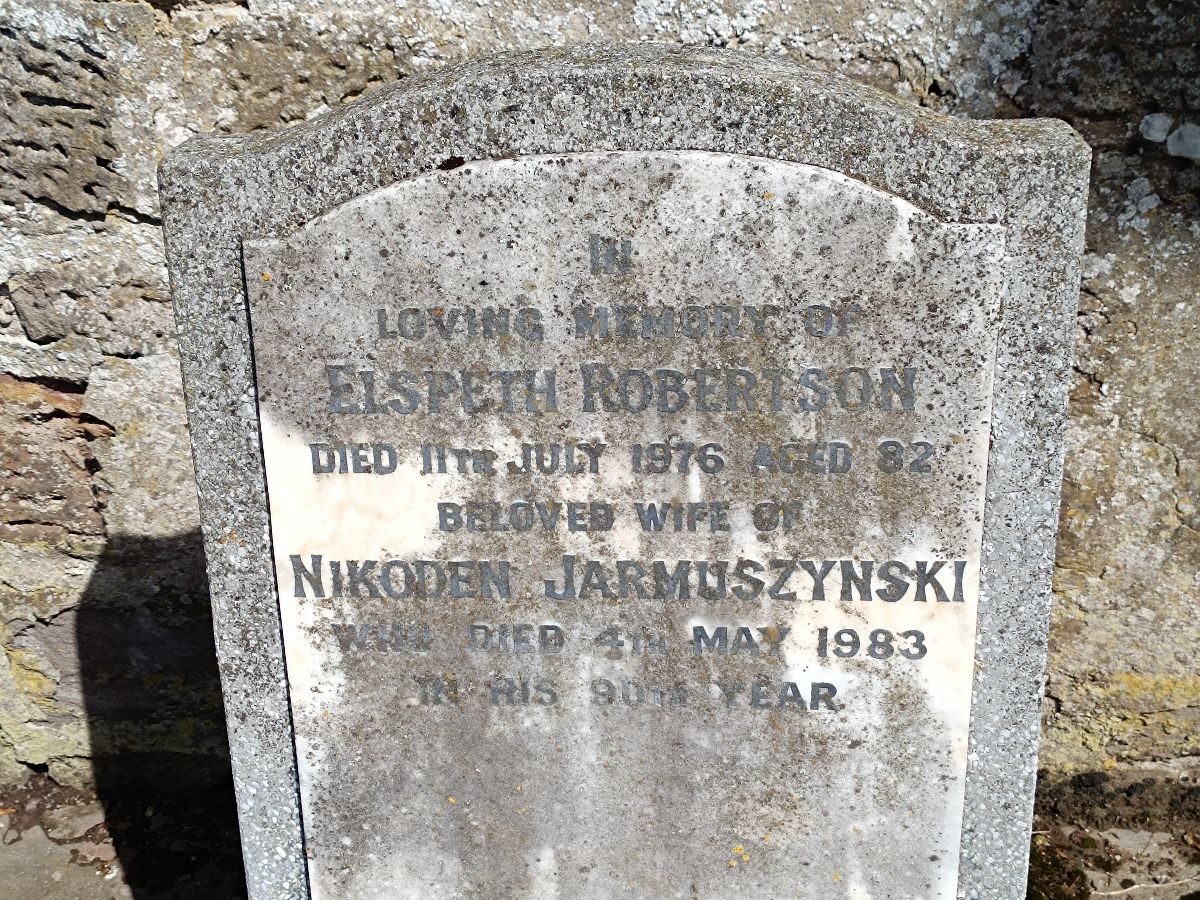 IN
LOVING MEMORY OF
ELSPETH ROBERTSON
DIED 11TH JULY 1976 AGED 82
BELOVED WIFE OF
NIKODEN JARMUSZYNSKI
WHO DIED 4TH MAY 1983
IN HIS 90TH YEAR